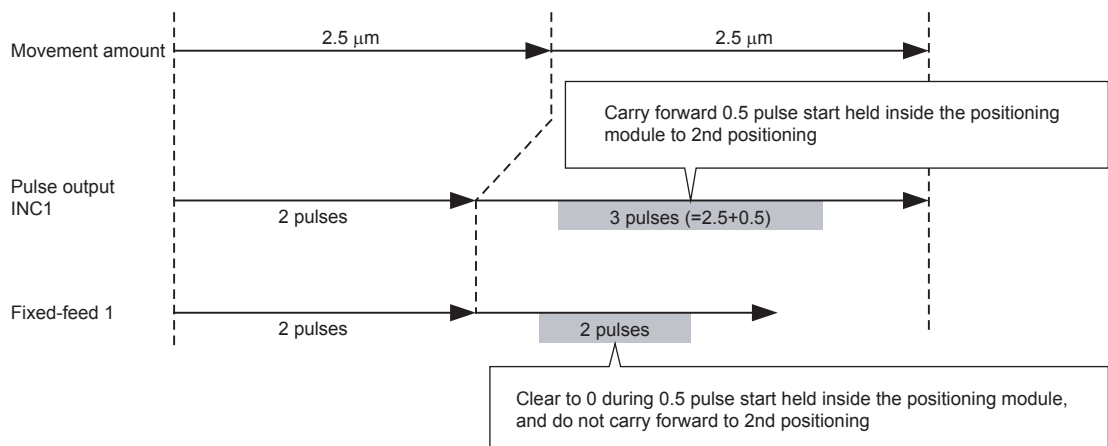 2.5 μm
2.5 μm
Movement amount
Carry forward 0.5 pulse start held inside the positioning
module to 2nd positioning
Pulse output
INC1
2 pulses
3 pulses (=2.5+0.5)
Fixed-feed 1
2 pulses
2 pulses
Clear to 0 during 0.5 pulse start held inside the positioning module,
and do not carry forward to 2nd positioning